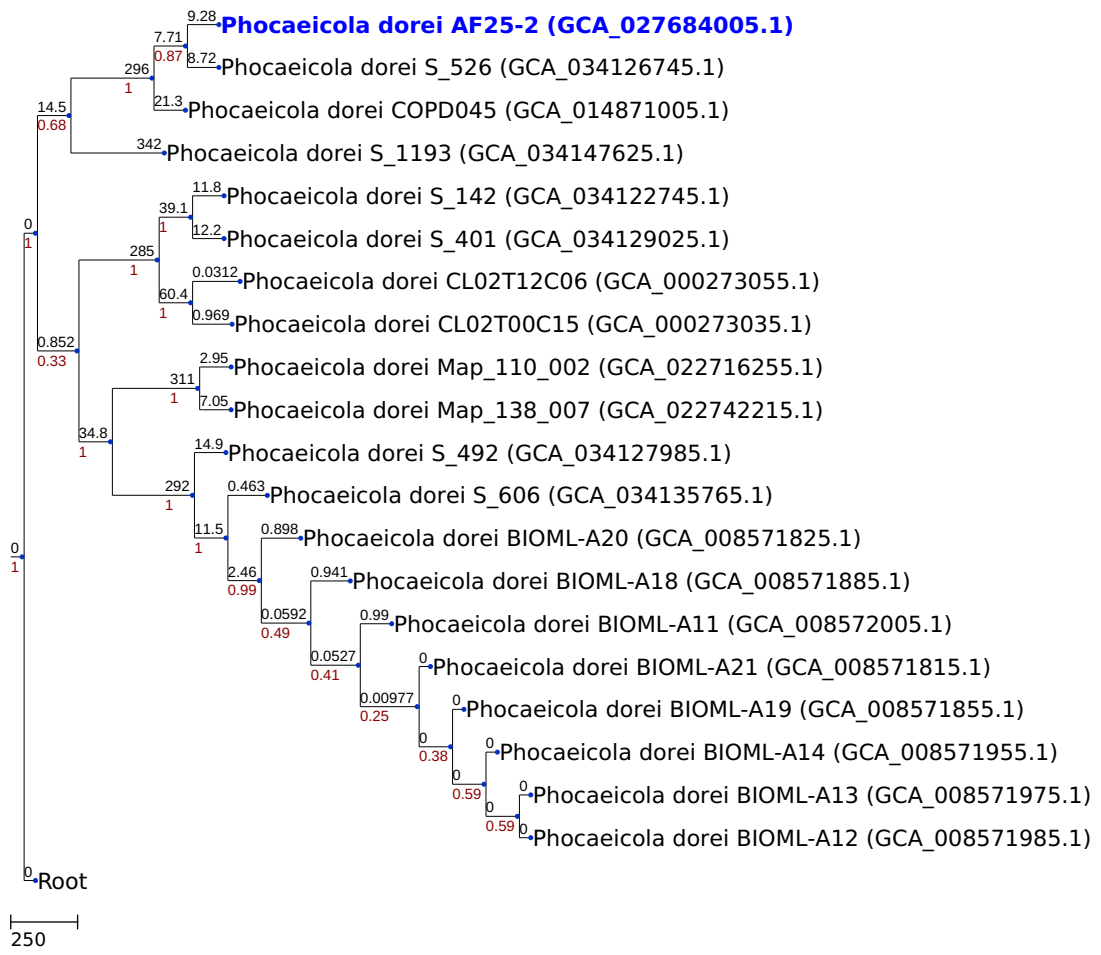 9.28
Phocaeicola dorei AF25-2 (GCA_027684005.1)
7.71
0.87
8.72
Phocaeicola dorei S_526 (GCA_034126745.1)
296
1
21.3
Phocaeicola dorei COPD045 (GCA_014871005.1)
14.5
0.68
342
Phocaeicola dorei S_1193 (GCA_034147625.1)
11.8
Phocaeicola dorei S_142 (GCA_034122745.1)
39.1
1
12.2
Phocaeicola dorei S_401 (GCA_034129025.1)
0
1
285
1
0.0312
Phocaeicola dorei CL02T12C06 (GCA_000273055.1)
60.4
1
0.969
Phocaeicola dorei CL02T00C15 (GCA_000273035.1)
0.852
0.33
2.95
Phocaeicola dorei Map_110_002 (GCA_022716255.1)
311
1
7.05
Phocaeicola dorei Map_138_007 (GCA_022742215.1)
34.8
1
14.9
Phocaeicola dorei S_492 (GCA_034127985.1)
292
1
0.463
Phocaeicola dorei S_606 (GCA_034135765.1)
11.5
1
0.898
Phocaeicola dorei BIOML-A20 (GCA_008571825.1)
0
1
2.46
0.99
0.941
Phocaeicola dorei BIOML-A18 (GCA_008571885.1)
0.0592
0.49
0.99
Phocaeicola dorei BIOML-A11 (GCA_008572005.1)
0.0527
0.41
0
Phocaeicola dorei BIOML-A21 (GCA_008571815.1)
0.00977
0.25
0
Phocaeicola dorei BIOML-A19 (GCA_008571855.1)
0
0.38
0
Phocaeicola dorei BIOML-A14 (GCA_008571955.1)
0
0.59
0
Phocaeicola dorei BIOML-A13 (GCA_008571975.1)
0
0.59
0
Phocaeicola dorei BIOML-A12 (GCA_008571985.1)
0
Root
250